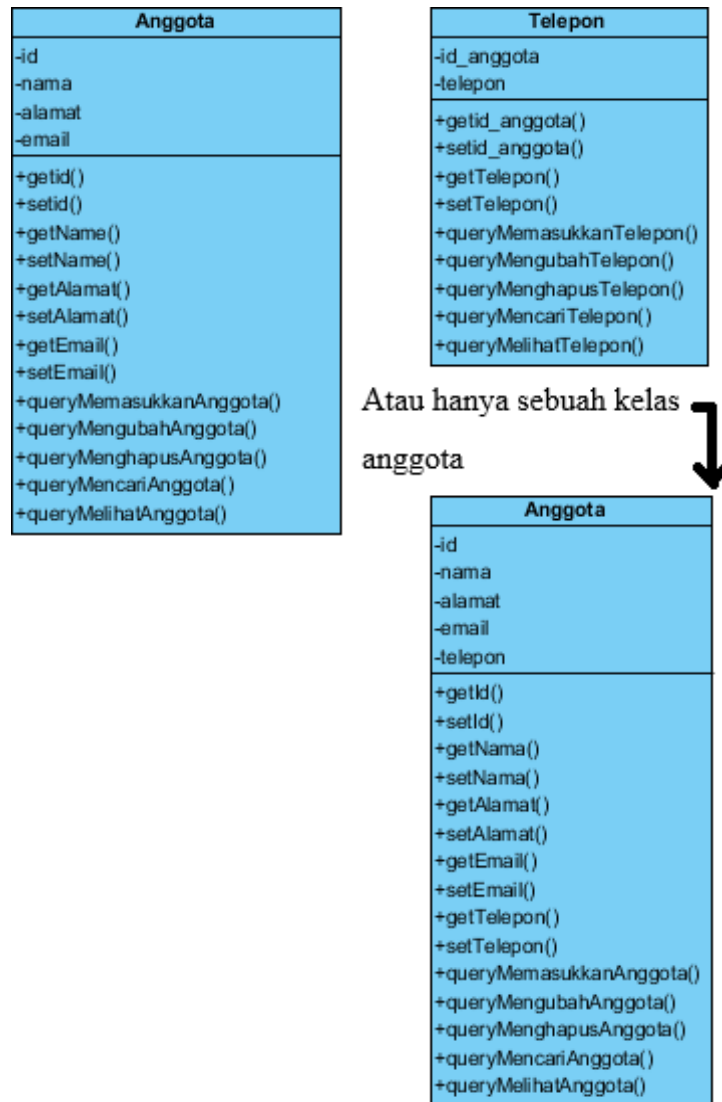 Anggota
-id
-nama
-alamat
-email
+getid()
+setid()
+getName()
+setName()
+getAlamat()
+setAlamat()
+getEmail()
+setEmail()
+queryMemasukkanAnggota()
+queryMengubahAnggota()
+queryMenghapusAnggota()
+queryMencariAnggota()
+queryMelihatAnggota()
Telepon
-id_anggota
-telepon
+getid_anggota()
+setid_anggota()
+getTelepon()
+setTelepon()
+queryMemasukkanTelepon()
+queryMengubahTelepon()
+queryMenghapusTelepon()
+queryMencariTelepon()
+queryMelihatTelepon()
Atau hanya sebuah kelas
anggota
Anggota
-id
-nama
-alamat
-email
-telepon
+getId()
+setId()
+getNama()
+setNama()
+getAlamat()
+setAlamat()
+getEmail()
+setEmail()
+getTelepon()
+setTelepon()
+queryMemasukkanAnggota()
+queryMengubahAnggota()
+queryMenghapusAnggota()
+queryMencariAnggota()
+queryMelihatAnggota()